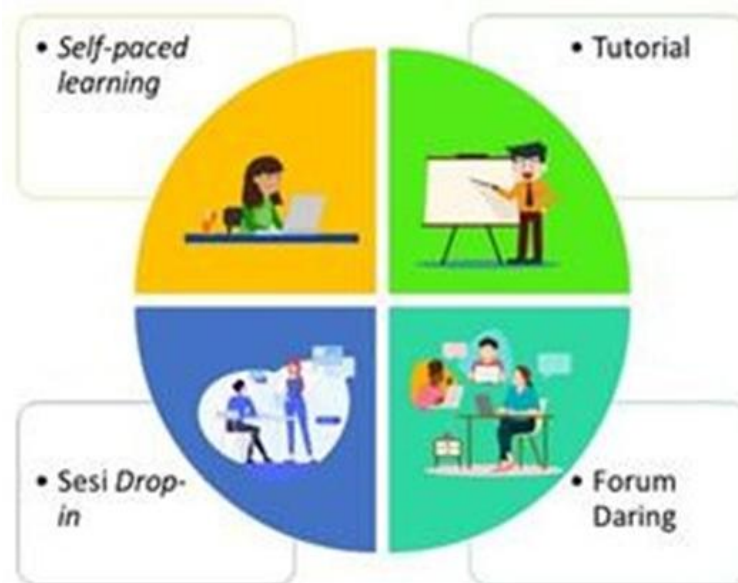 • Self-paced
learning
• Tutorial
• Sesi Drop-
in
• Forum
Daring